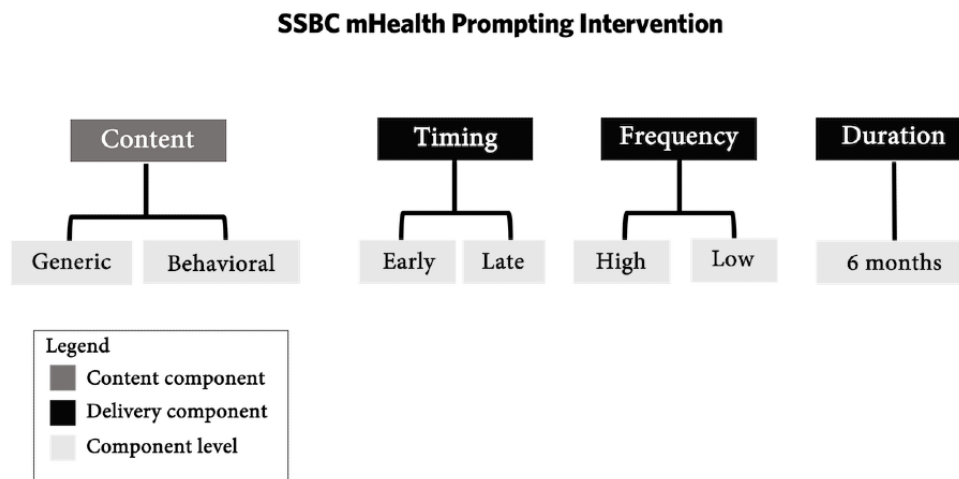 SSBC mHealth Prompting Intervention
Content
Timing
Frequency
Duration
Generic
Behavioral
Early
Late
High
Low
6 months
Legend
Content component
Delivery component
Component level